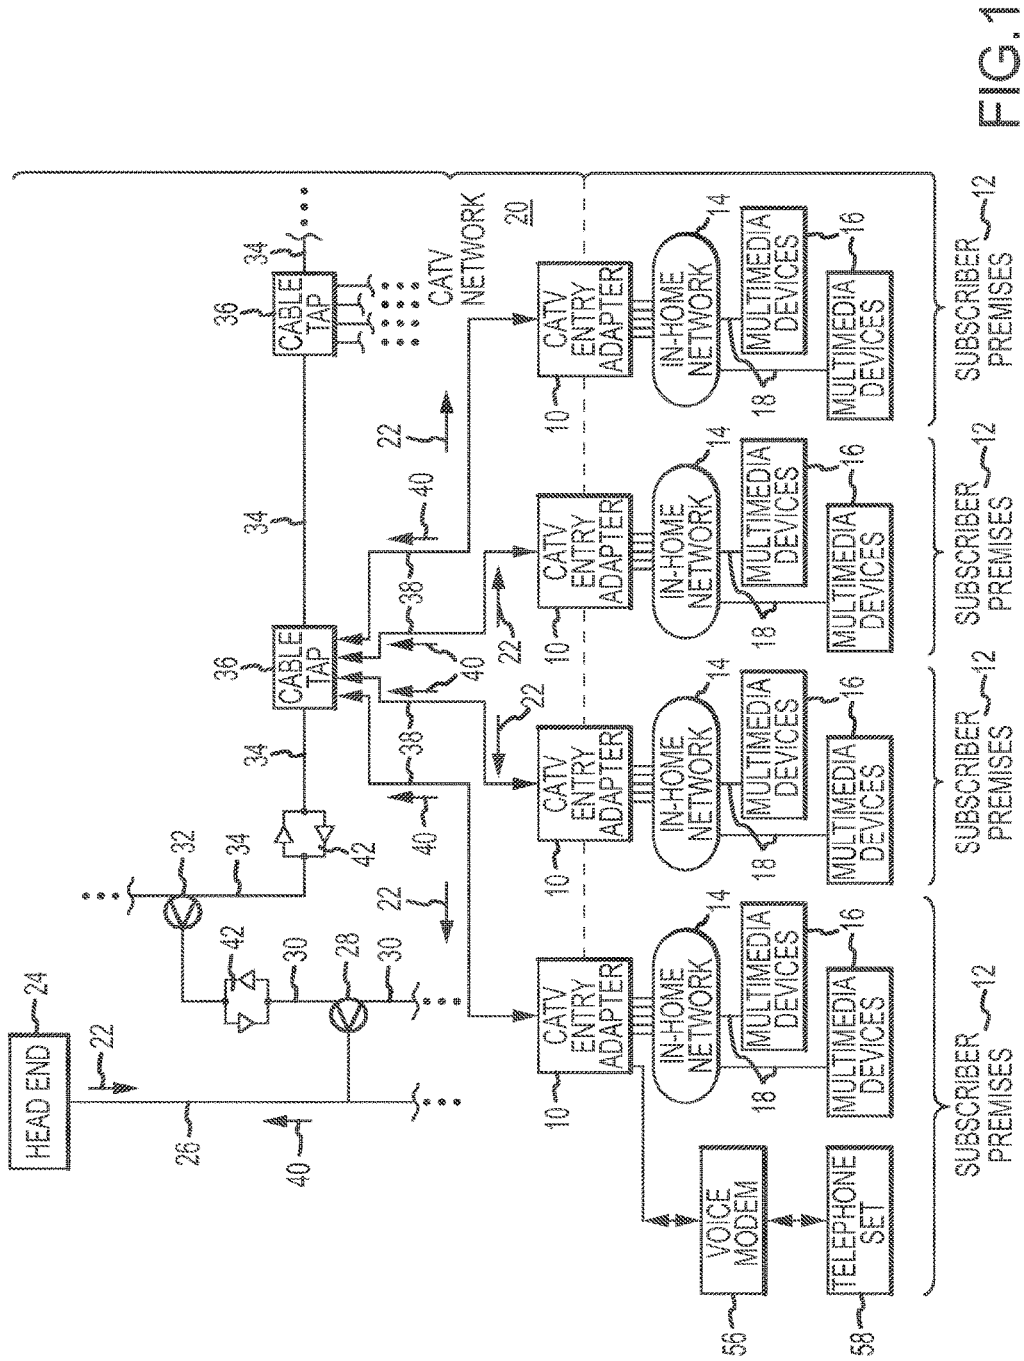 HEAD END
24
22
26
40
28
30
30
42
32
34
42
34
CABLE
TAP
36
34
CABLE
TAP
36
34
22
40
38
40
38
40
22
22
22
CATV
NETWORK
20
CATV
ENTRY
ADAPTER
10
CATV
ENTRY
ADAPTER
10
CATV
ENTRY
ADAPTER
10
CATV
ENTRY
ADAPTER
10
IN-HOME
NETWORK
14
IN-HOME
NETWORK
14
IN-HOME
NETWORK
14
IN-HOME
NETWORK
14
VOICE
MODEM
56
MULTIMEDIA
DEVICES
18
16
MULTIMEDIA
DEVICES
18
16
MULTIMEDIA
DEVICES
18
16
MULTIMEDIA
DEVICES
18
16
TELEPHONE
SET
58
MULTIMEDIA
DEVICES
MULTIMEDIA
DEVICES
MULTIMEDIA
DEVICES
MULTIMEDIA
DEVICES
SUBSCRIBER
PREMISES
12
SUBSCRIBER
PREMISES
12
SUBSCRIBER
PREMISES
12
SUBSCRIBER
PREMISES
12
FIG.1